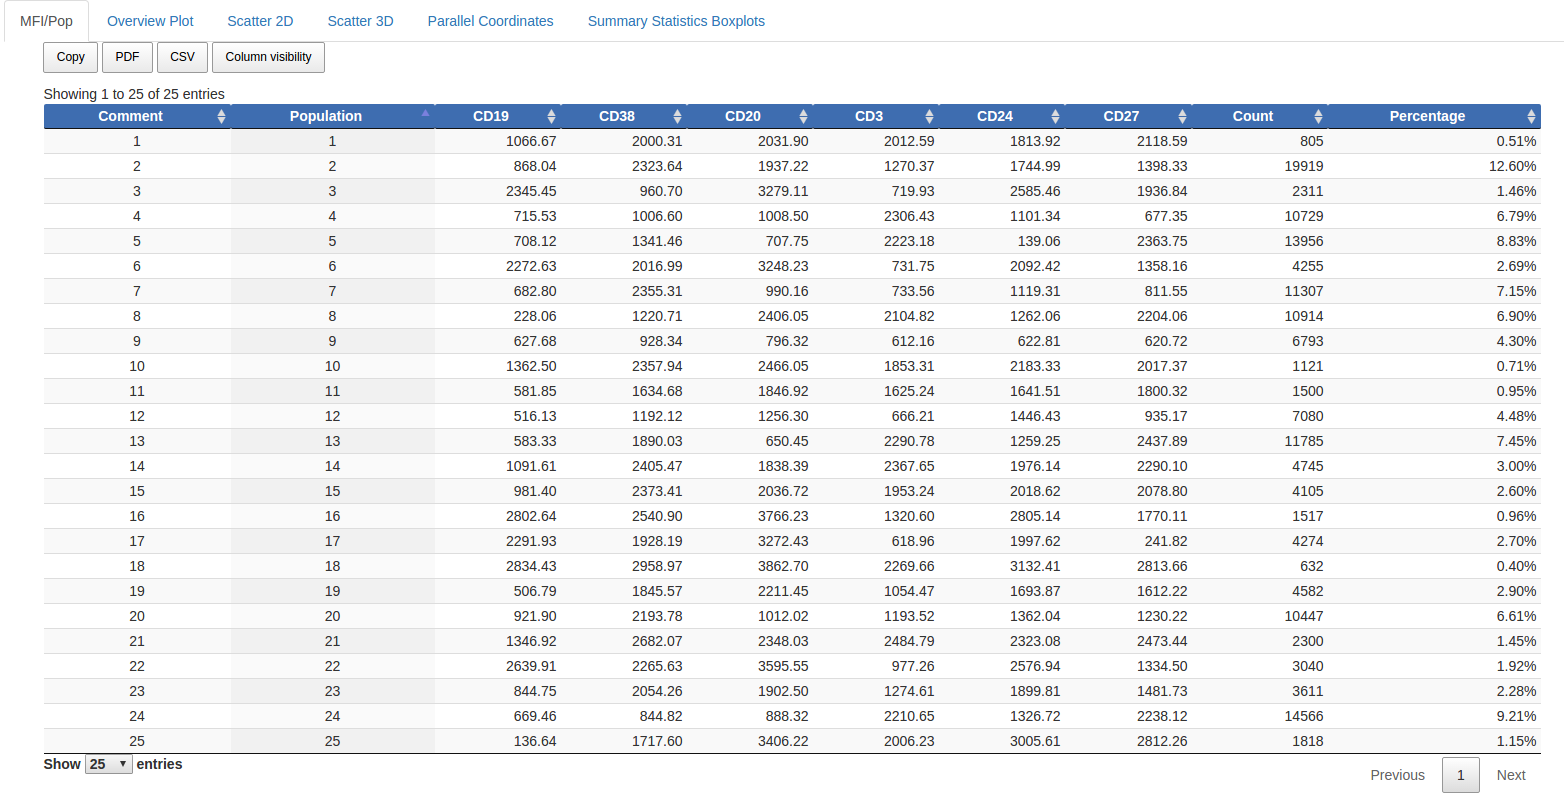 MFI/Pop Overview Plot Scatter 2D Scatter 3D Parallel Coordinates Summary Statistics Boxplots
Copy PDF CSV Column visibility
Showing 1 to 25 of 25 entries
Comment Population CD19 CD38 CD20 CD3 CD24 CD27 Count Percentage
1 1 1066.67 2000.31 2031.90 2012.59 1813.92 2118.59 805 0.51%
2 2 868.04 2323.64 1937.22 1270.37 1744.99 1398.33 19919 12.60%
3 3 2345.45 960.70 3279.11 719.93 2585.46 1936.84 2311 1.46%
4 4 715.53 1006.60 1008.50 2306.43 1101.34 677.35 10729 6.79%
5 5 708.12 1341.46 707.75 2223.18 139.06 2363.75 13956 8.83%
6 6 2272.63 2016.99 3248.23 731.75 2092.42 1358.16 4255 2.69%
7 7 682.80 2355.31 990.16 733.56 1119.31 811.55 11307 7.15%
8 8 228.06 1220.71 2406.05 2104.82 1262.06 2204.06 10914 6.90%
9 9 627.68 928.34 796.32 612.16 622.81 620.72 6793 4.30%
10 10 1362.50 2357.94 2466.05 1853.31 2183.33 2017.37 1121 0.71%
11 11 581.85 1634.68 1846.92 1625.24 1641.51 1800.32 1500 0.95%
12 12 516.13 1192.12 1256.30 666.21 1446.43 935.17 7080 4.48%
13 13 583.33 1890.03 650.45 2290.78 1259.25 2437.89 11785 7.45%
14 14 1091.61 2405.47 1838.39 2367.65 1976.14 2290.10 4745 3.00%
15 15 981.40 2373.41 2036.72 1953.24 2018.62 2078.80 4105 2.60%
16 16 2802.64 2540.90 3766.23 1320.60 2805.14 1770.11 1517 0.96%
17 17 2291.93 1928.19 3272.43 618.96 1997.62 241.82 4274 2.70%
18 18 2834.43 2958.97 3862.70 2269.66 3132.41 2813.66 632 0.40%
19 19 506.79 1845.57 2211.45 1054.47 1693.87 1612.22 4582 2.90%
20 20 921.90 2193.78 1012.02 1193.52 1362.04 1230.22 10447 6.61%
21 21 1346.92 2682.07 2348.03 2484.79 2323.08 2473.44 2300 1.45%
22 22 2639.91 2265.63 3595.55 977.26 2576.94 1334.50 3040 1.92%
23 23 844.75 2054.26 1902.50 1274.61 1899.81 1481.73 3611 2.28%
24 24 669.46 844.82 888.32 2210.65 1326.72 2238.12 14566 9.21%
25 25 136.64 1717.60 3406.22 2006.23 3005.61 2812.26 1818 1.15%
Show 25 entries
Previous 1 Next